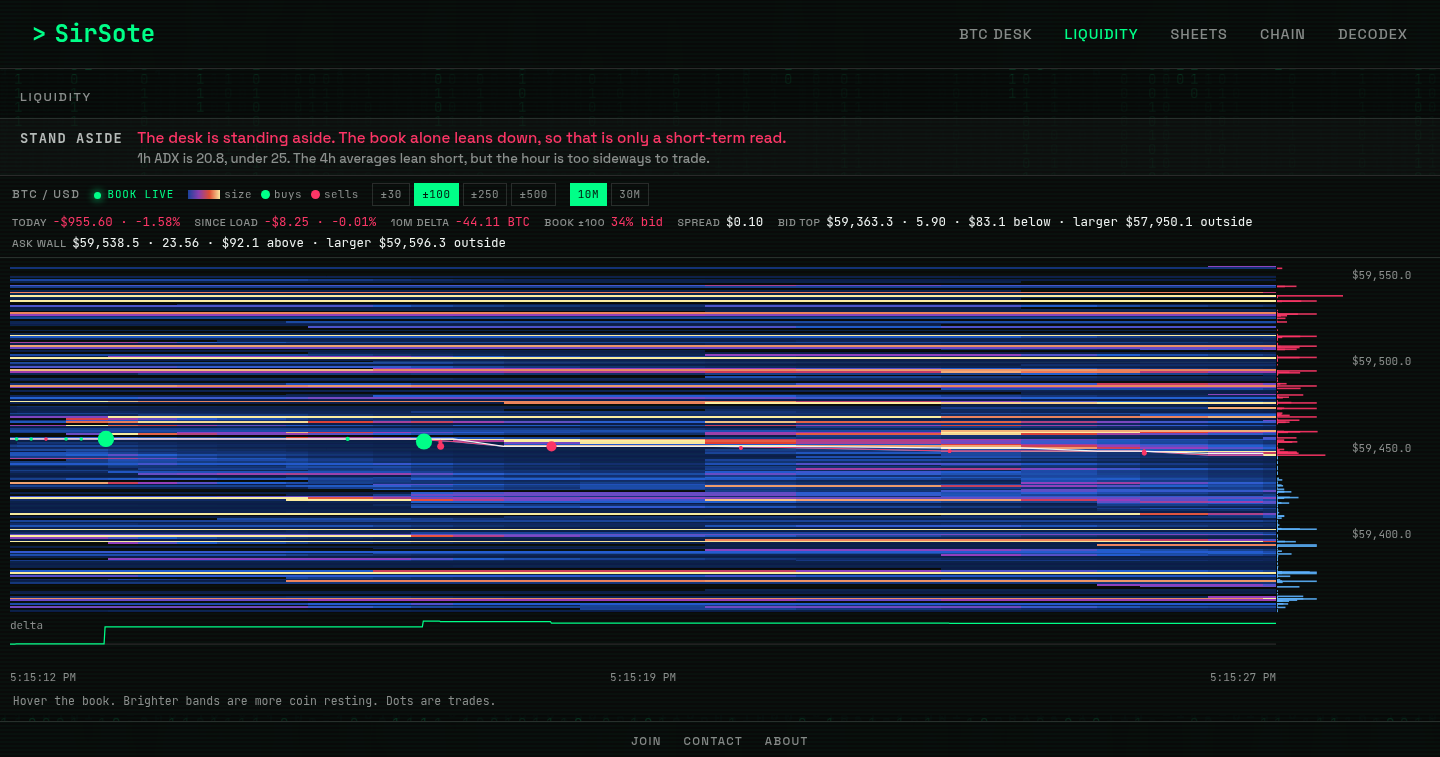 > SirSote
BTC DESK LIQUIDITY SHEETS CHAIN DECODEX
LIQUIDITY
STAND ASIDE The desk is standing aside. The book alone leans down, so that is only a short-term read.
1h ADX is 20.8, under 25. The 4h averages lean short, but the hour is too sideways to trade.
BTC / USD BOOK LIVE size buys sells ±30 ±100 ±250 ±500 10M 30M
TODAY -$955.60 · -1.58% SINCE LOAD -$8.25 · -0.01% 10M DELTA -44.11 BTC BOOK ±100 34% bid SPREAD $0.10 BID TOP $59,363.3 · 5.90 · $83.1 below · larger $57,950.1 outside
ASK WALL $59,538.5 · 23.56 · $92.1 above · larger $59,596.3 outside
$59,550.0
$59,500.0
$59,450.0
$59,400.0
delta
5:15:12 PM 5:15:19 PM 5:15:27 PM
Hover the book. Brighter bands are more coin resting. Dots are trades.
JOIN CONTACT ABOUT